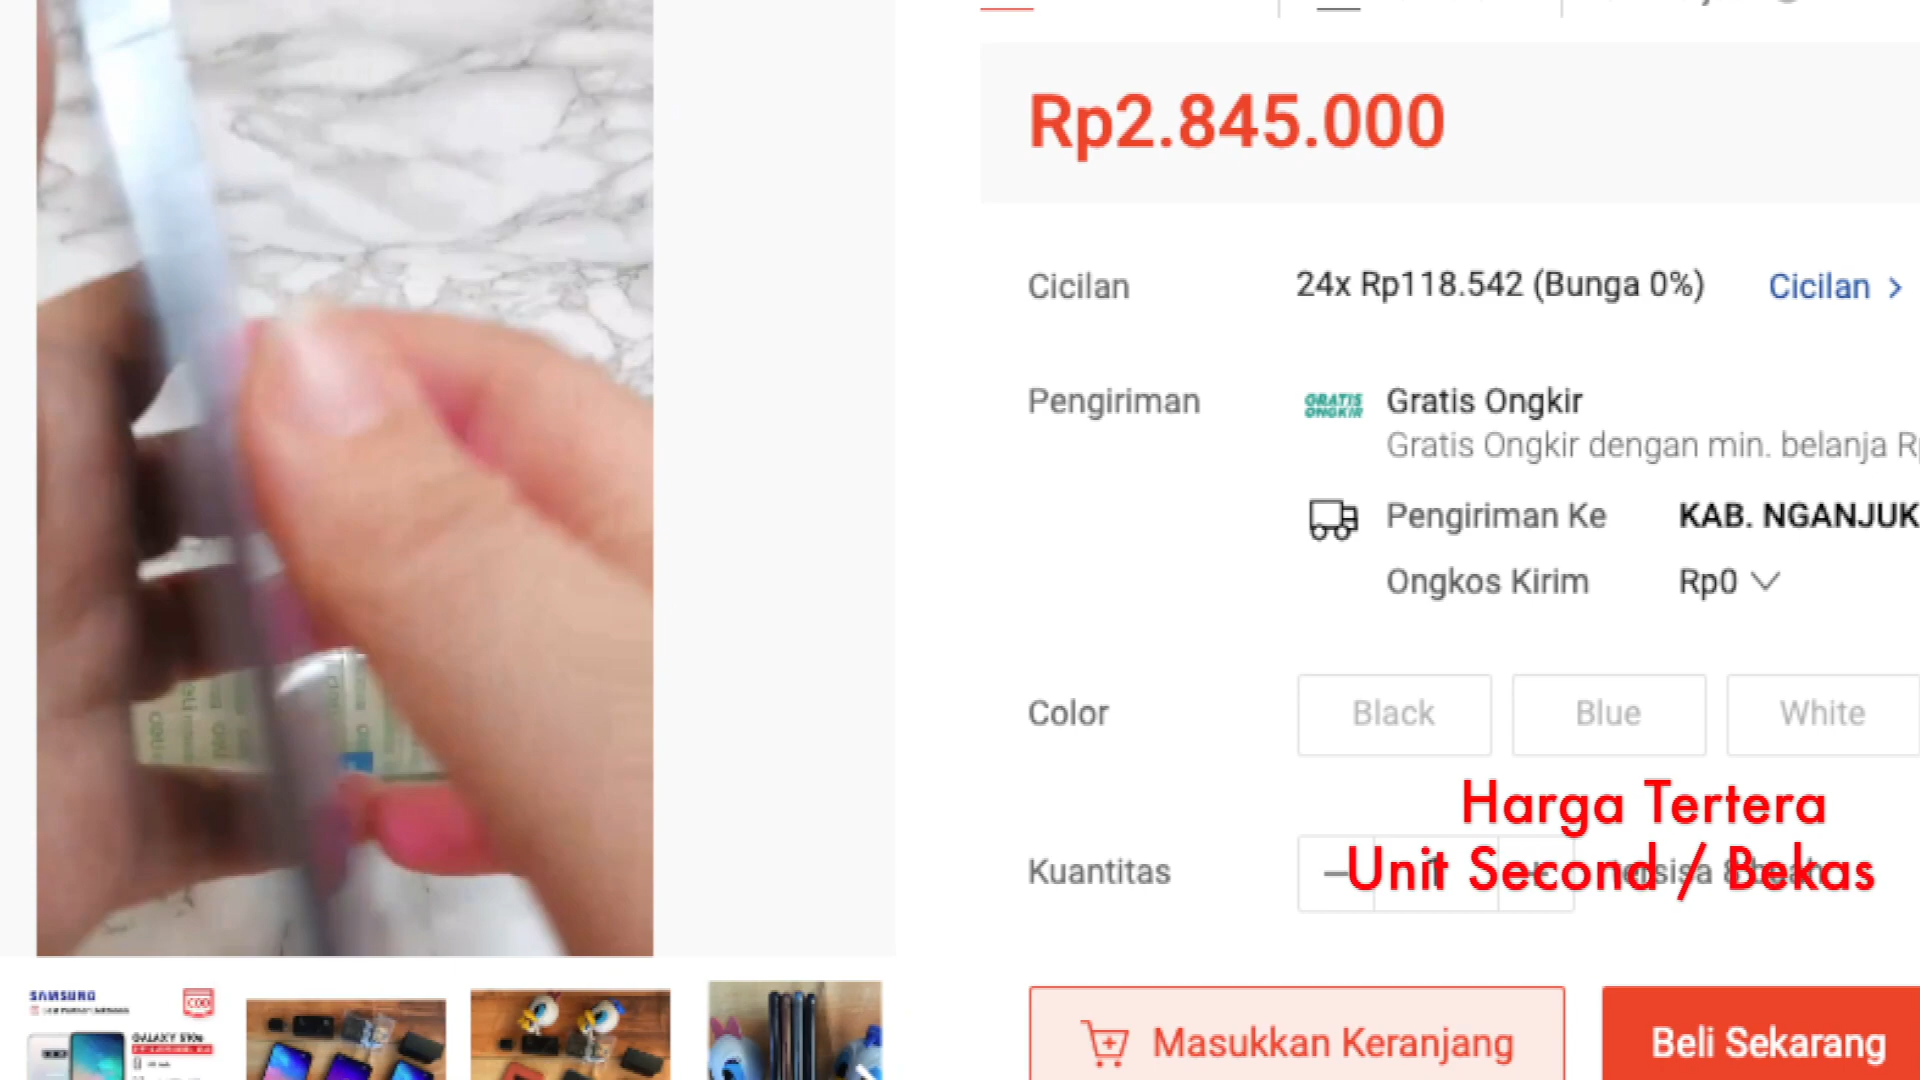 Rp2.845.000
Cicilan
24x Rp118.542 (Bunga 0%)
Cicilan
Pengiriman
GRATIS ONGKIR
Gratis Ongkir
Gratis Ongkir dengan min. belanja
Pengiriman Ke
KAB. NGANJUK
Ongkos Kirim
Rp0
Color
Black
Blue
White
Harga Tertera
Kuantitas
Unit Second / Bekas
Masukkan Keranjang
Beli Sekarang
SAMSUNG
COD
GALAXY S10e